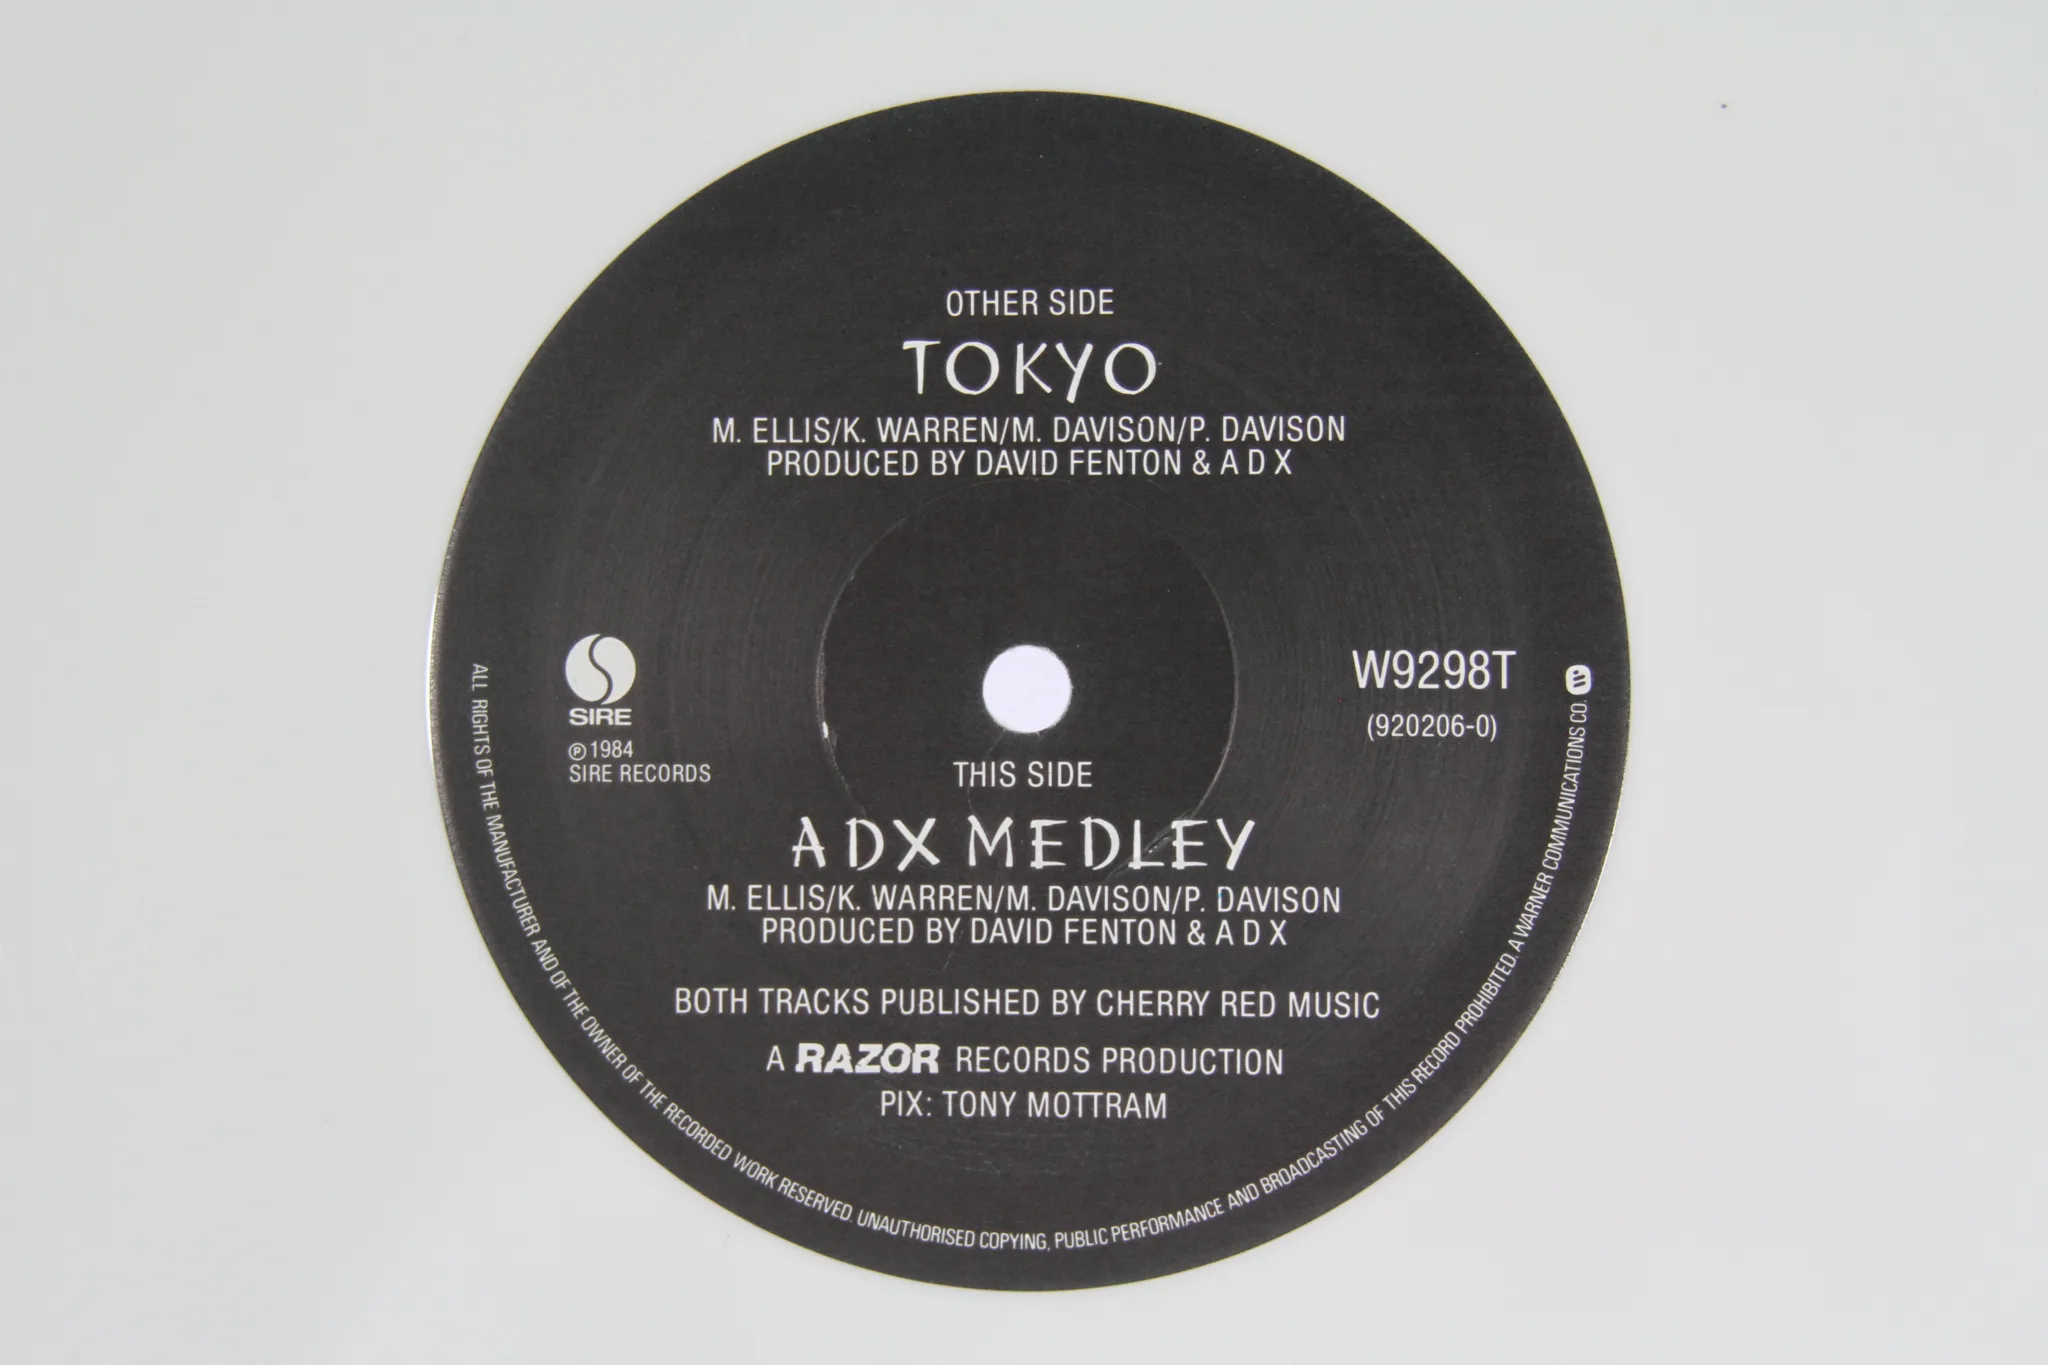 OTHER SIDE
TOKYO
M. ELLIS/K. WARREN/M. DAVISON/P. DAVISON
PRODUCED BY DAVID FENTON & A D X
SIRE
℗ 1984
SIRE RECORDS
W9298T
(920206-0)
THIS SIDE
ADX MEDLEY
M. ELLIS/K. WARREN/M. DAVISON/P. DAVISON
PRODUCED BY DAVID FENTON & A D X
BOTH TRACKS PUBLISHED BY CHERRY RED MUSIC
A RAZOR RECORDS PRODUCTION
PIX: TONY MOTTRAM
ALL RIGHTS OF THE MANUFACTURER AND OF THE OWNER OF THE RECORDED WORK RESERVED. UNAUTHORISED COPYING, PUBLIC PERFORMANCE AND BROADCASTING OF THIS RECORD PROHIBITED. A WARNER COMMUNICATIONS CO.